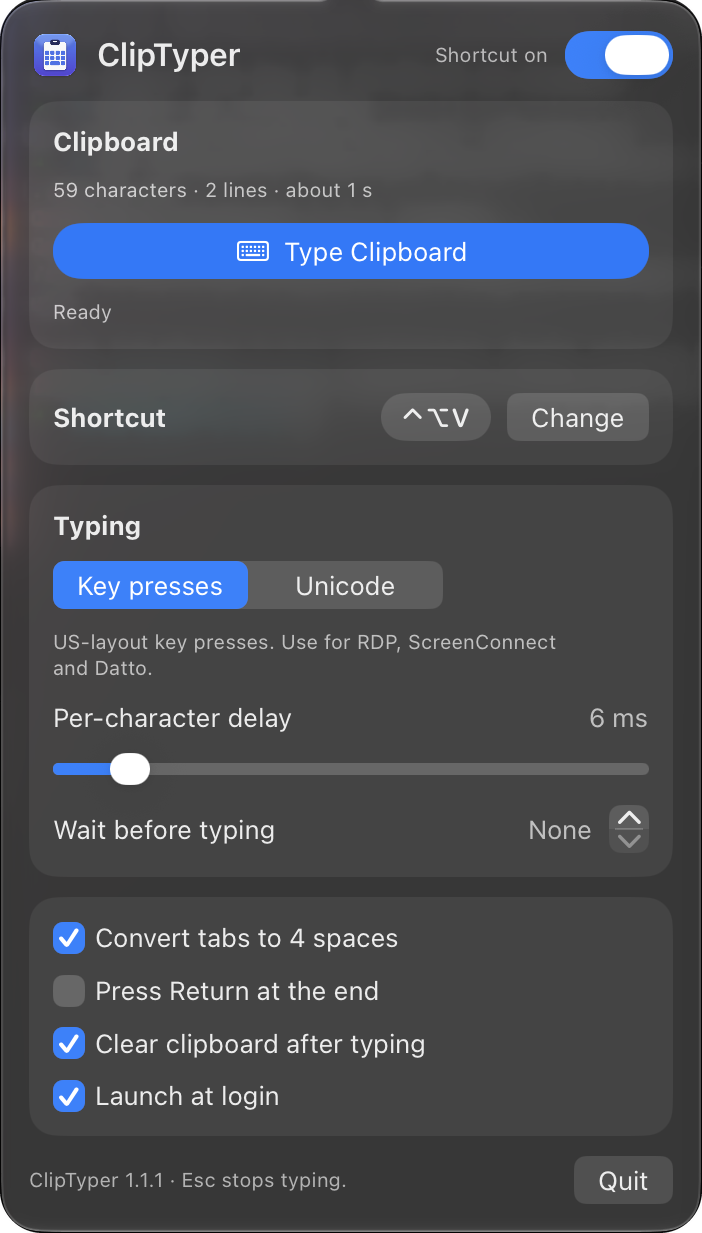 ClipTyper
Shortcut on
Clipboard
59 characters · 2 lines · about 1 s
Type Clipboard
Ready
Shortcut
⌃⌥V
Change
Typing
Key presses
Unicode
US-layout key presses. Use for RDP, ScreenConnect
and Datto.
Per-character delay
6 ms
Wait before typing
None
Convert tabs to 4 spaces
Press Return at the end
Clear clipboard after typing
Launch at login
ClipTyper 1.1.1 · Esc stops typing.
Quit